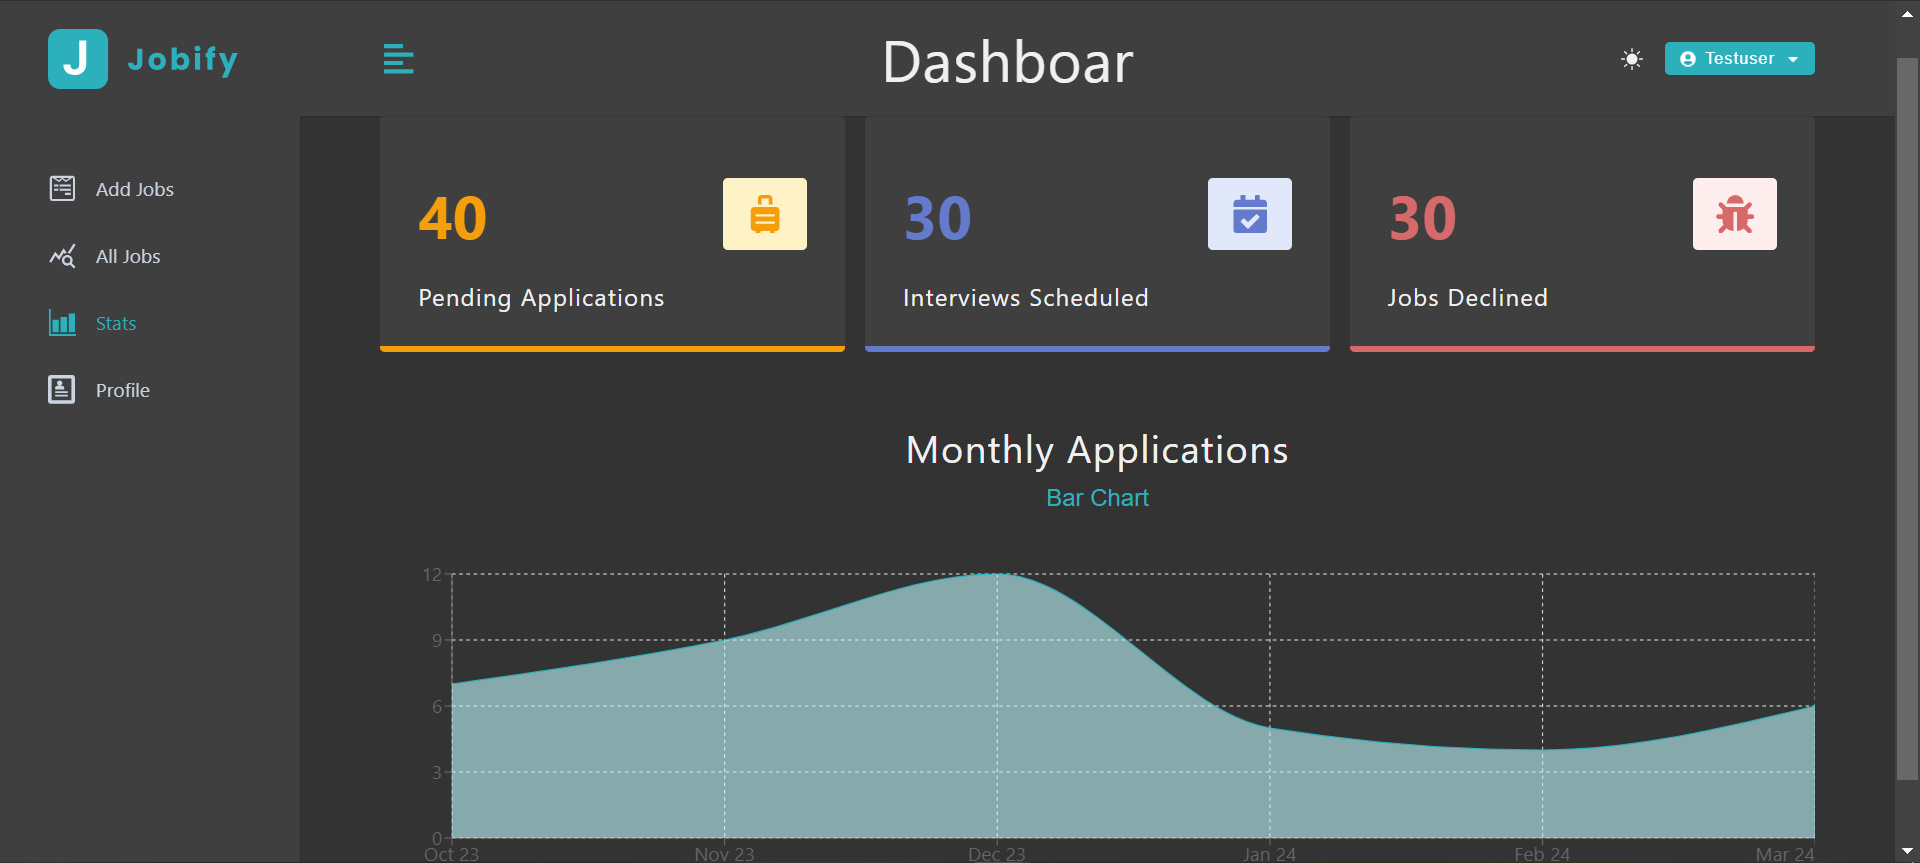 J Jobify
Dashboar
Testuser
Add Jobs
All Jobs
Stats
Profile
40
Pending Applications
30
Interviews Scheduled
30
Jobs Declined
Monthly Applications
Bar Chart
12
9
6
3
0
Oct 23 Nov 23 Dec 23 Jan 24 Feb 24 Mar 24